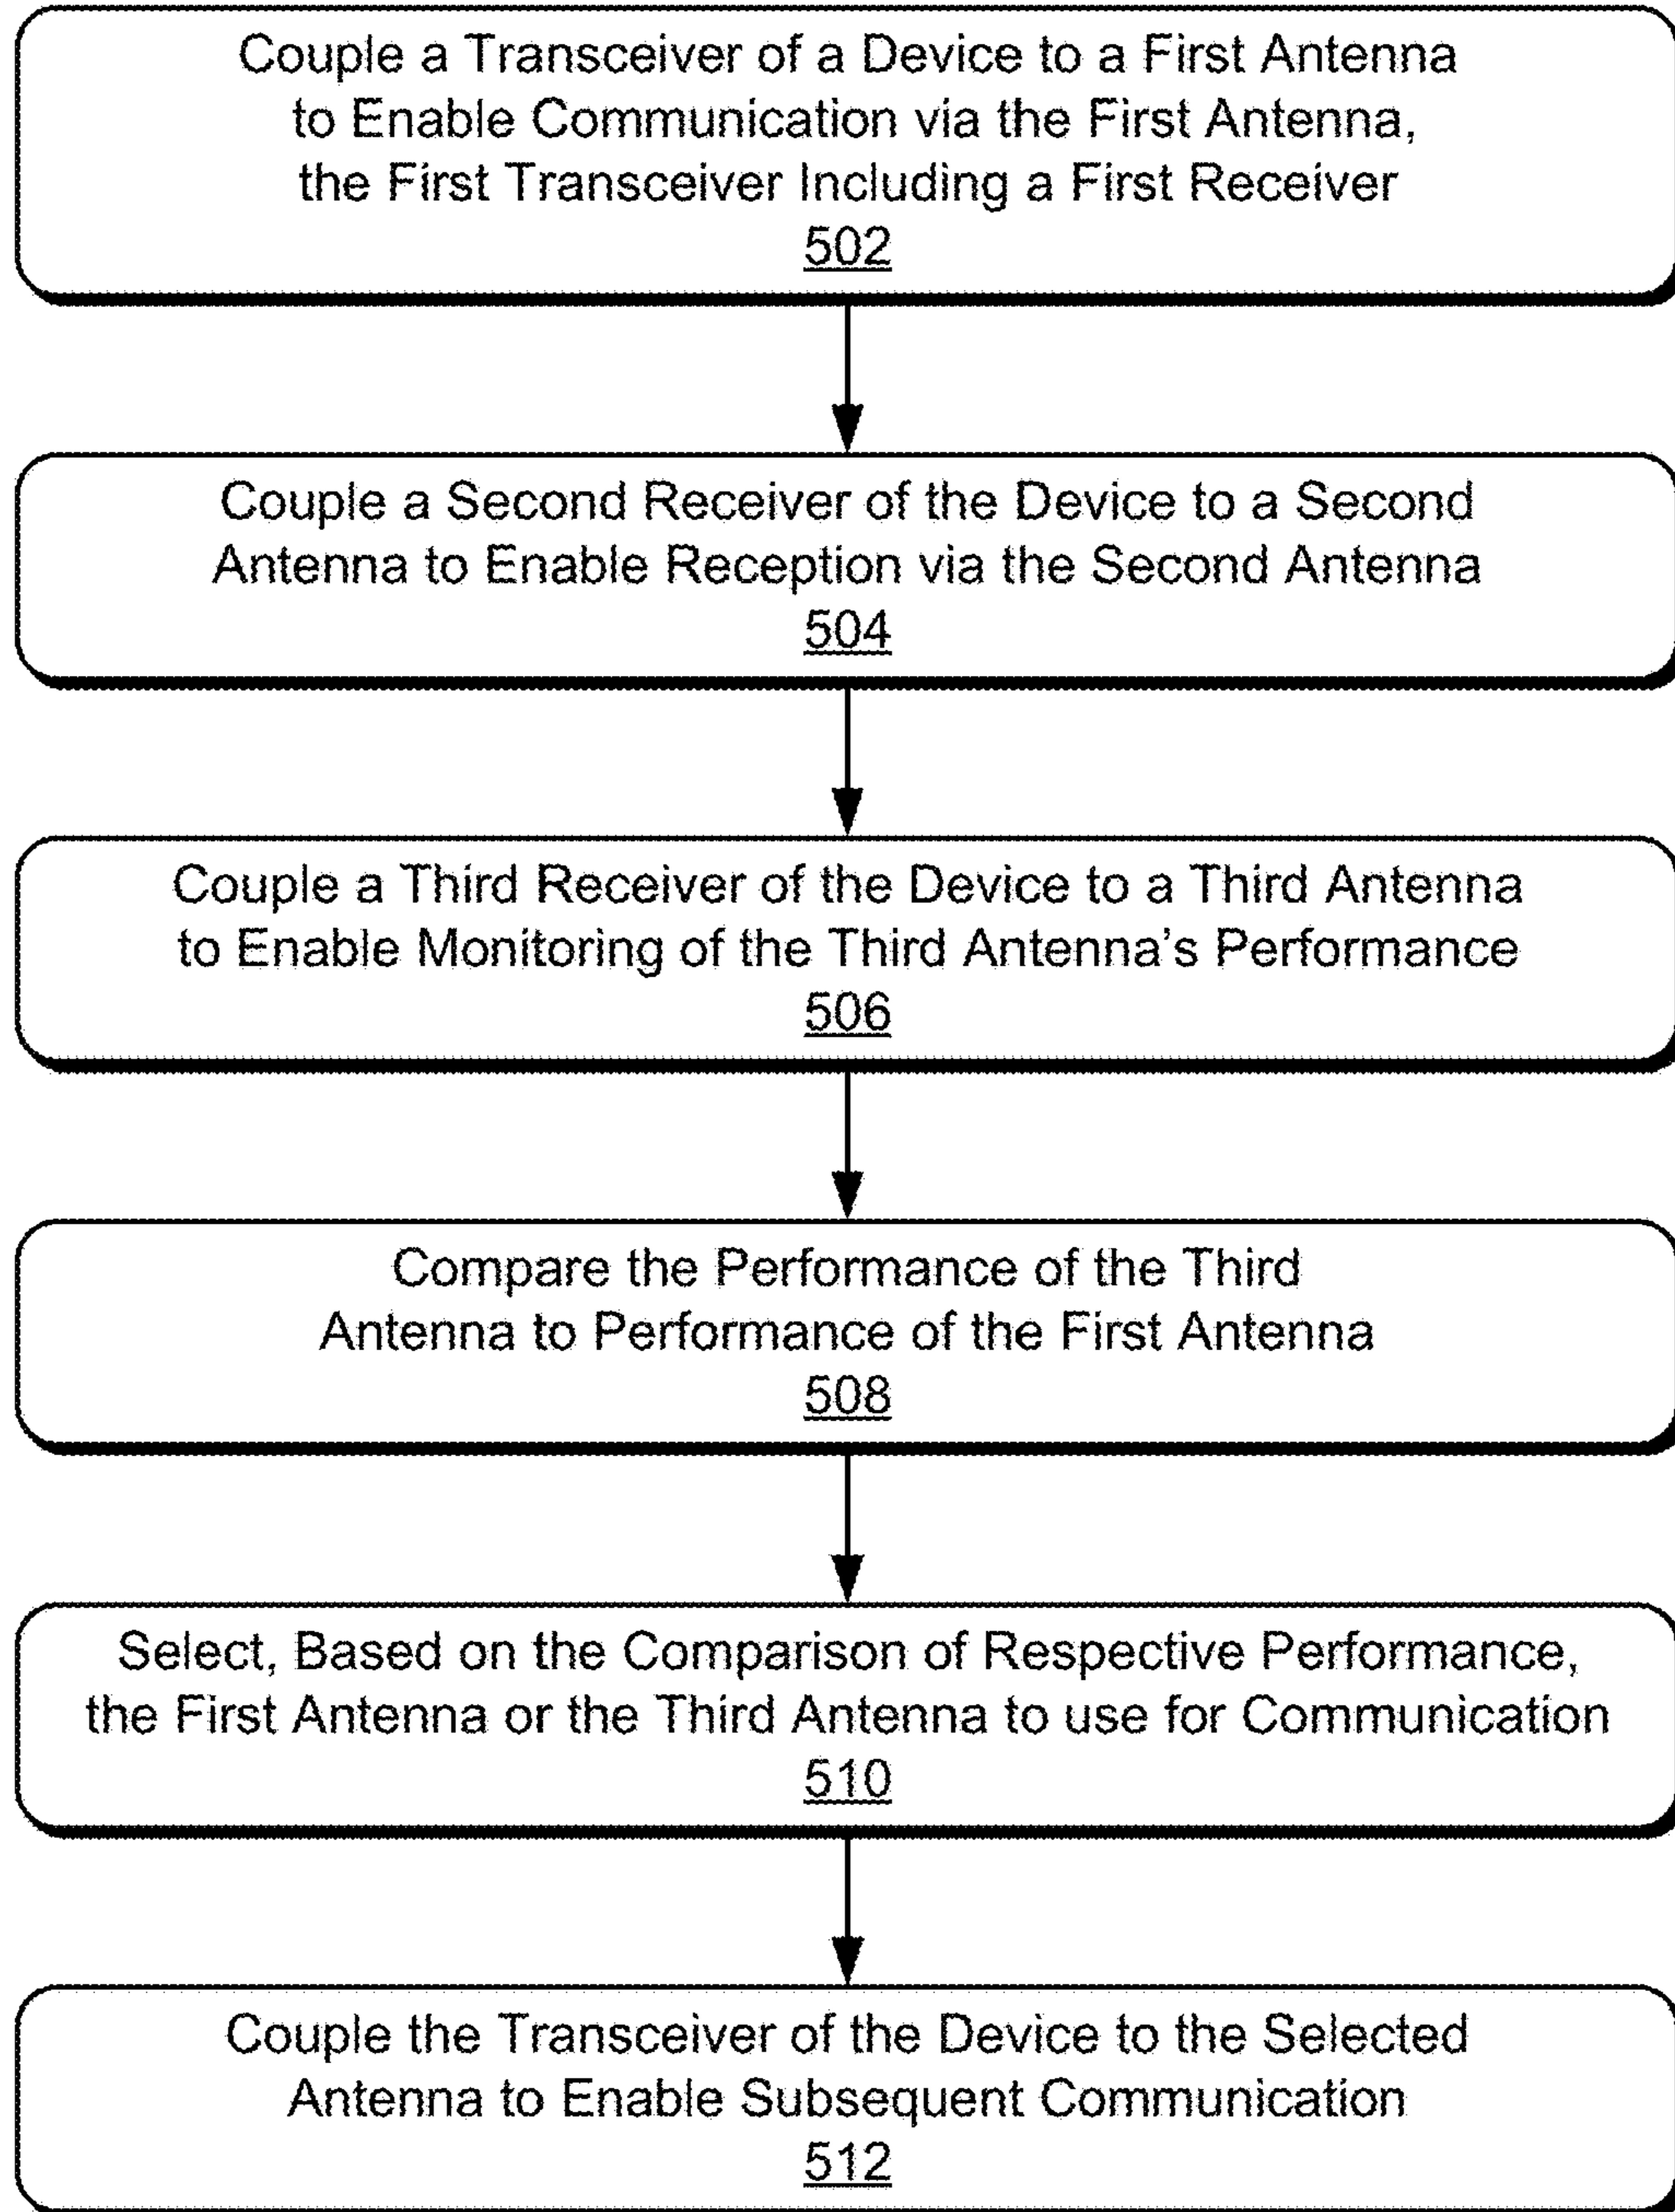 Couple a Transceiver of a Device to a First Antenna
to Enable Communication via the First Antenna,
the First Transceiver Including a First Receiver
502
Couple a Second Receiver of the Device to a Second
Antenna to Enable Reception via the Second Antenna
504
Couple a Third Receiver of the Device to a Third Antenna
to Enable Monitoring of the Third Antenna's Performance
506
Compare the Performance of the Third
Antenna to Performance of the First Antenna
508
Select, Based on the Comparison of Respective Performance,
the First Antenna or the Third Antenna to use for Communication
510
Couple the Transceiver of the Device to the Selected
Antenna to Enable Subsequent Communication
512